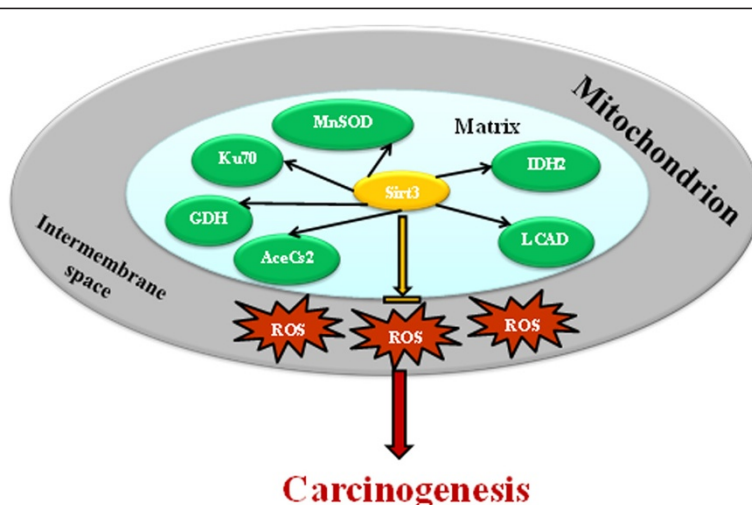 Mitochondrion
MnSOD
Matrix
Ku70
IDH2
Sirt3
GDH
LCAD
AceCs2
Intermembrane
space
ROS
ROS
ROS
Carcinogenesis